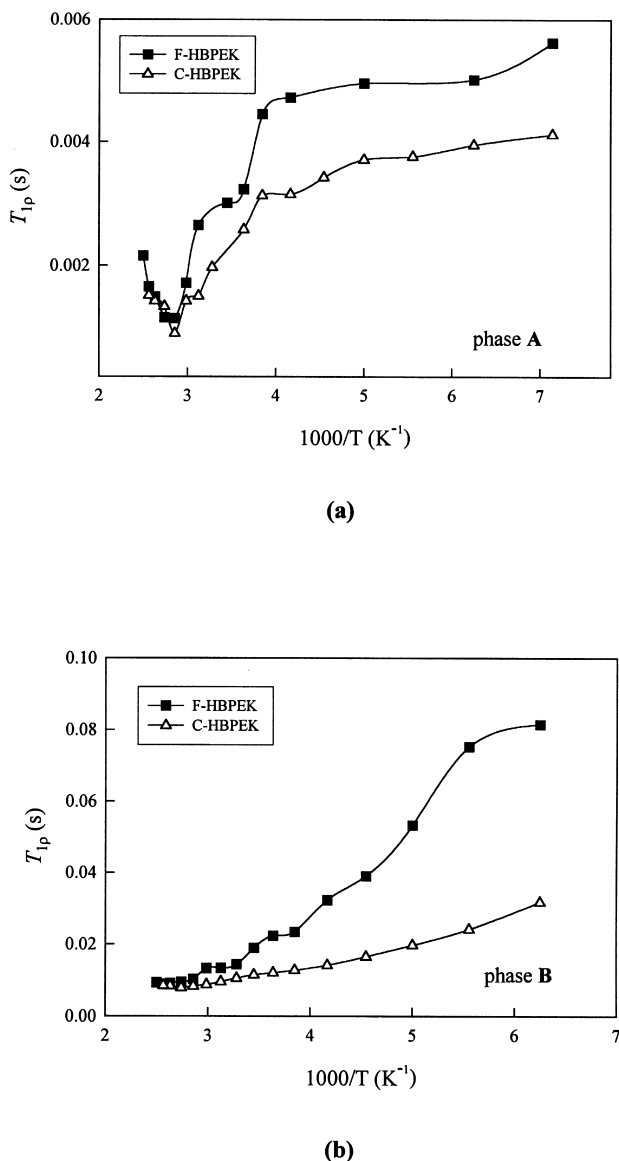 0.006
F-HBPEK
C-HBPEK
0.004
T1ρ (s)
0.002
phase A
2 3 4 5 6 7
1000/T (K⁻¹)
(a)
0.10
F-HBPEK
C-HBPEK
0.08
0.06
T1ρ (s)
0.04
0.02
phase B
0.00
2 3 4 5 6 7
1000/T (K⁻¹)
(b)